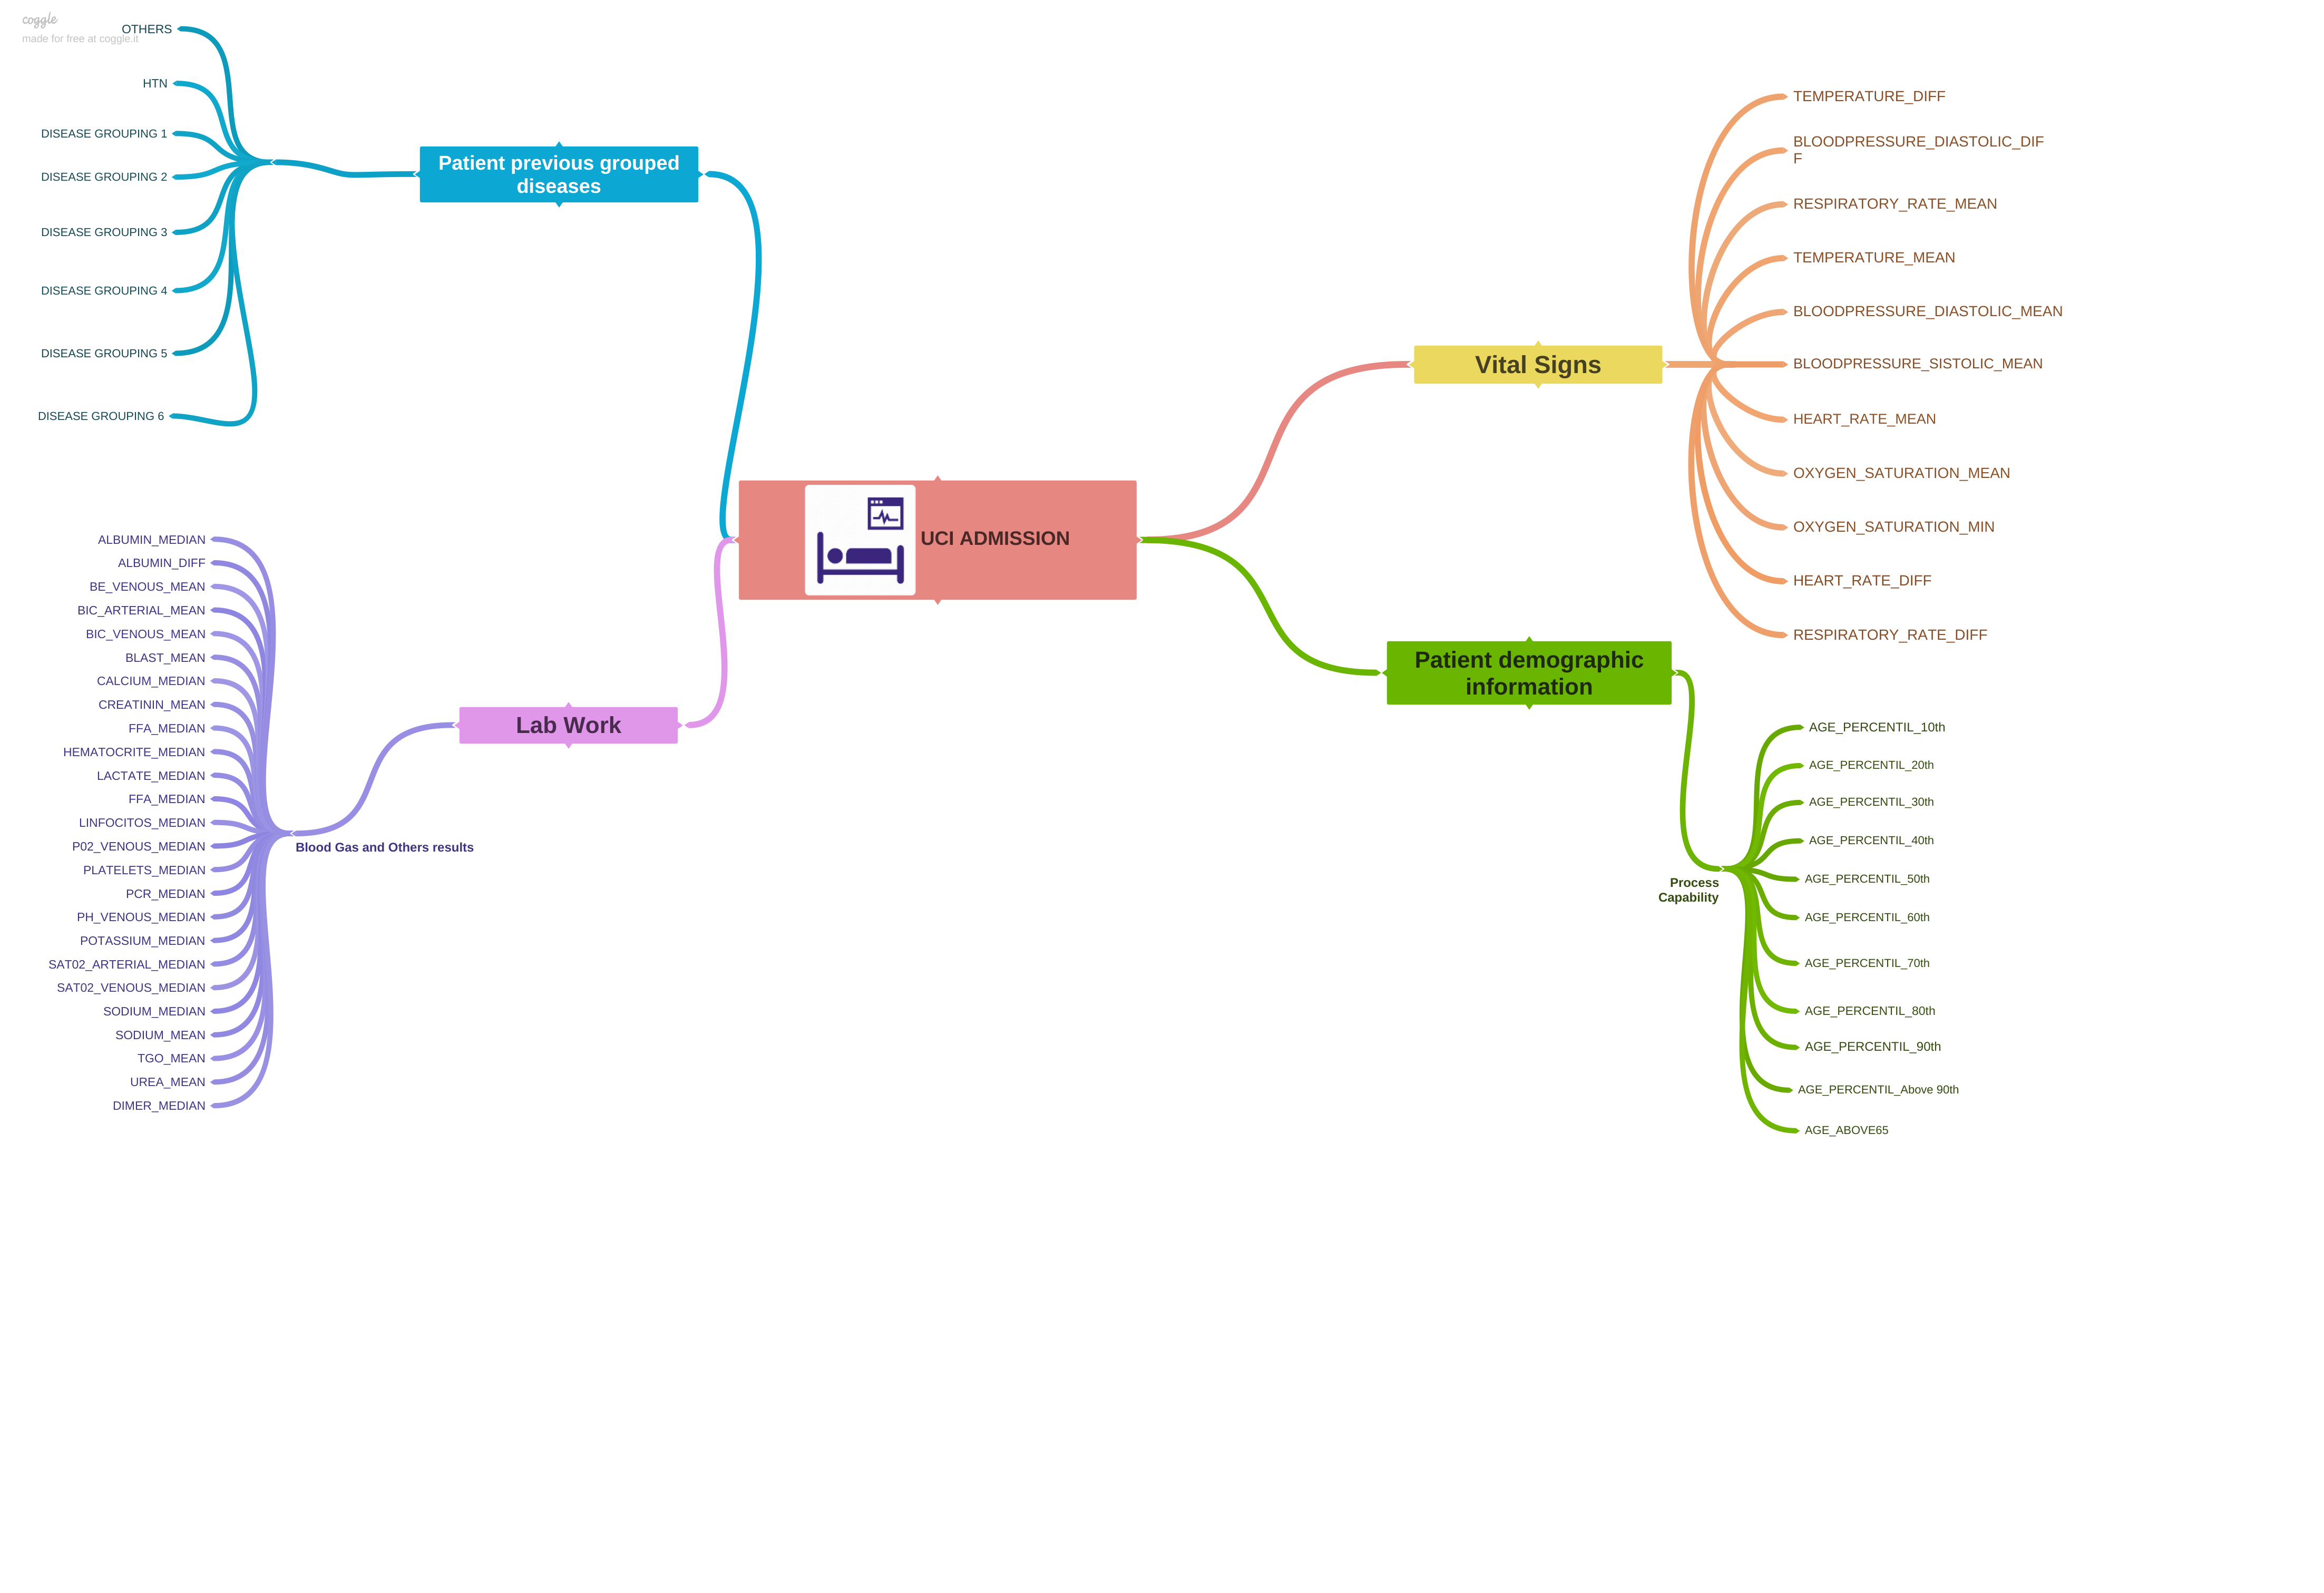 coggle
made for free at coggle.it
OTHERS
HTN
DISEASE GROUPING 1
DISEASE GROUPING 2
DISEASE GROUPING 3
DISEASE GROUPING 4
DISEASE GROUPING 5
DISEASE GROUPING 6
Patient previous grouped
diseases
UCI ADMISSION
Lab Work
Blood Gas and Others results
ALBUMIN_MEDIAN
ALBUMIN_DIFF
BE_VENOUS_MEAN
BIC_ARTERIAL_MEAN
BIC_VENOUS_MEAN
BLAST_MEAN
CALCIUM_MEDIAN
CREATININ_MEAN
FFA_MEDIAN
HEMATOCRITE_MEDIAN
LACTATE_MEDIAN
FFA_MEDIAN
LINFOCITOS_MEDIAN
P02_VENOUS_MEDIAN
PLATELETS_MEDIAN
PCR_MEDIAN
PH_VENOUS_MEDIAN
POTASSIUM_MEDIAN
SAT02_ARTERIAL_MEDIAN
SAT02_VENOUS_MEDIAN
SODIUM_MEDIAN
SODIUM_MEAN
TGO_MEAN
UREA_MEAN
DIMER_MEDIAN
Vital Signs
TEMPERATURE_DIFF
BLOODPRESSURE_DIASTOLIC_DIF
F
RESPIRATORY_RATE_MEAN
TEMPERATURE_MEAN
BLOODPRESSURE_DIASTOLIC_MEAN
BLOODPRESSURE_SISTOLIC_MEAN
HEART_RATE_MEAN
OXYGEN_SATURATION_MEAN
OXYGEN_SATURATION_MIN
HEART_RATE_DIFF
RESPIRATORY_RATE_DIFF
Patient demographic
information
Process
Capability
AGE_PERCENTIL_10th
AGE_PERCENTIL_20th
AGE_PERCENTIL_30th
AGE_PERCENTIL_40th
AGE_PERCENTIL_50th
AGE_PERCENTIL_60th
AGE_PERCENTIL_70th
AGE_PERCENTIL_80th
AGE_PERCENTIL_90th
AGE_PERCENTIL_Above 90th
AGE_ABOVE65